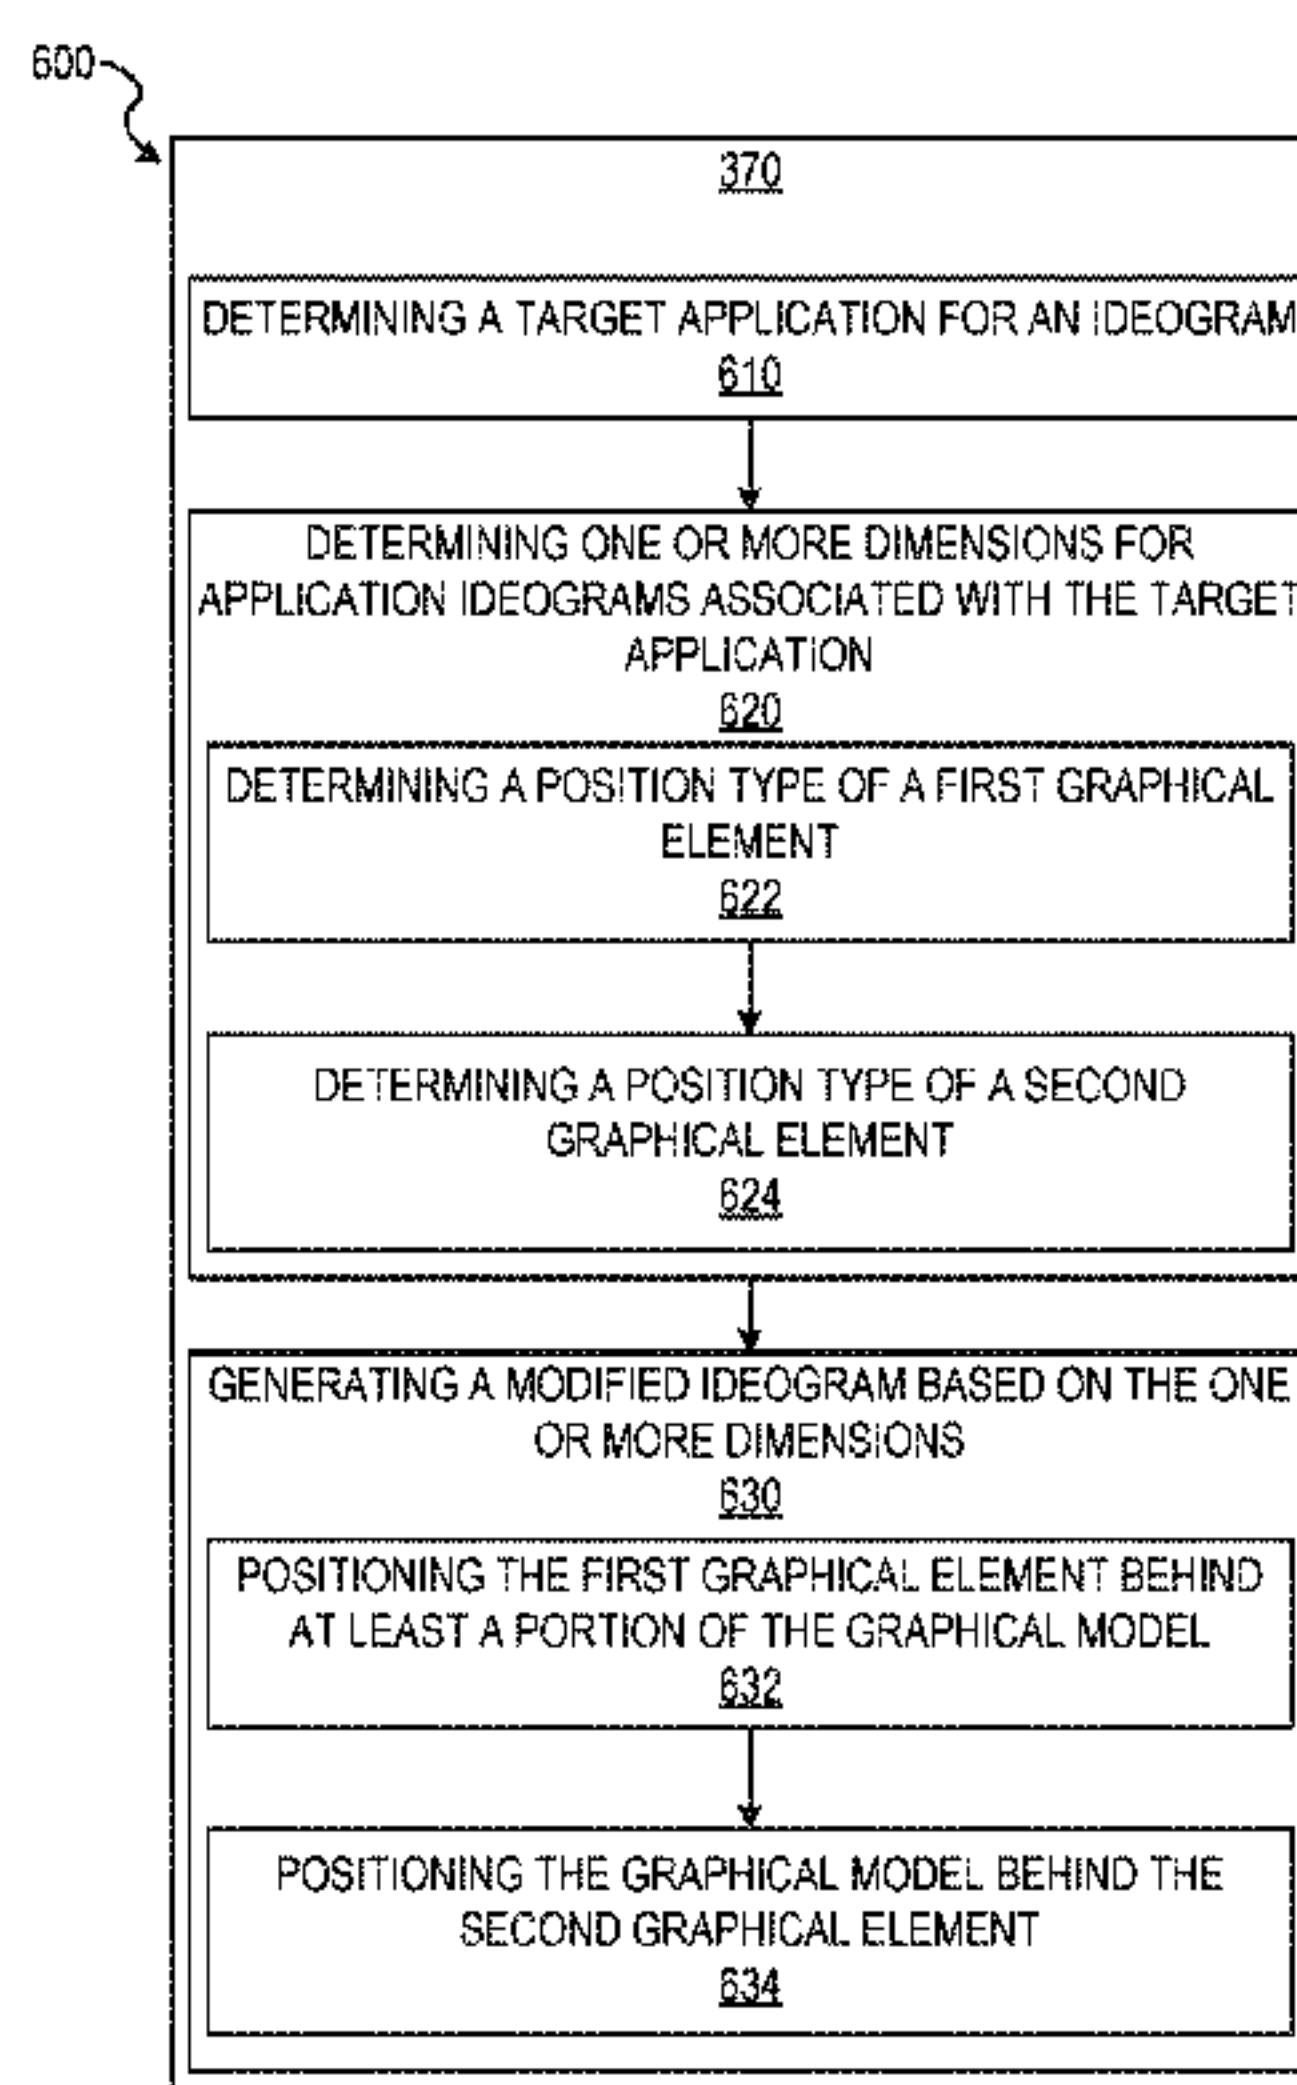 600
370
DETERMINING A TARGET APPLICATION FOR AN IDEOGRAM
610
DETERMINING ONE OR MORE DIMENSIONS FOR
APPLICATION IDEOGRAMS ASSOCIATED WITH THE TARGET
APPLICATION
620
DETERMINING A POSITION TYPE OF A FIRST GRAPHICAL
ELEMENT
622
DETERMINING A POSITION TYPE OF A SECOND
GRAPHICAL ELEMENT
624
GENERATING A MODIFIED IDEOGRAM BASED ON THE ONE
OR MORE DIMENSIONS
630
POSITIONING THE FIRST GRAPHICAL ELEMENT BEHIND
AT LEAST A PORTION OF THE GRAPHICAL MODEL
632
POSITIONING THE GRAPHICAL MODEL BEHIND THE
SECOND GRAPHICAL ELEMENT
634